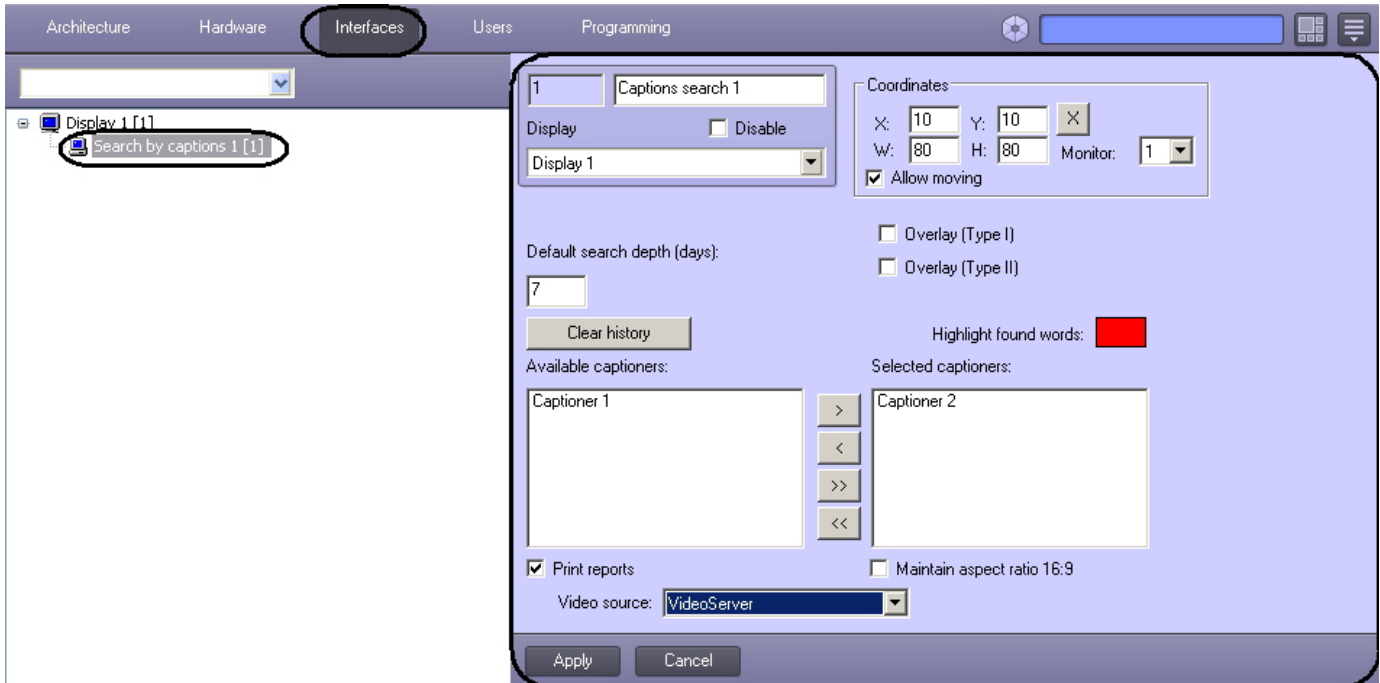 Architecture Hardware Interfaces Users Programming
Display 1 [1]
Search by captions 1 [1]
1 Captions search 1
Display Disable
Display 1
Coordinates
X: 10 Y: 10 X
W: 80 H: 80 Monitor: 1
Allow moving
Overlay (Type I)
Default search depth (days):
Overlay (Type II)
7
Clear history Highlight found words:
Available captioners: Selected captioners:
Captioner 1 > Captioner 2
<
>>
<<
Print reports Maintain aspect ratio 16:9
Video source: VideoServer
Apply Cancel